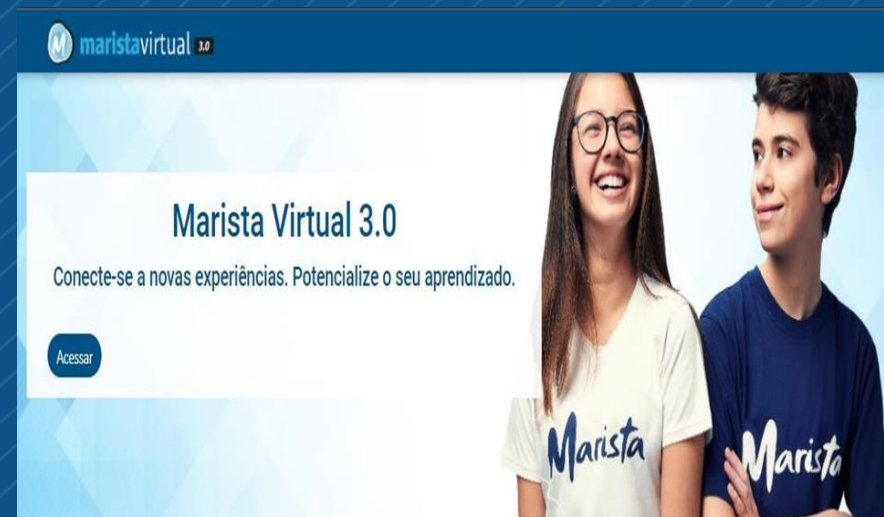 M maristavirtual 3.0
Marista Virtual 3.0
Conecte-se a novas experiências. Potencialize o seu aprendizado.
Acessar
Marista
Marista